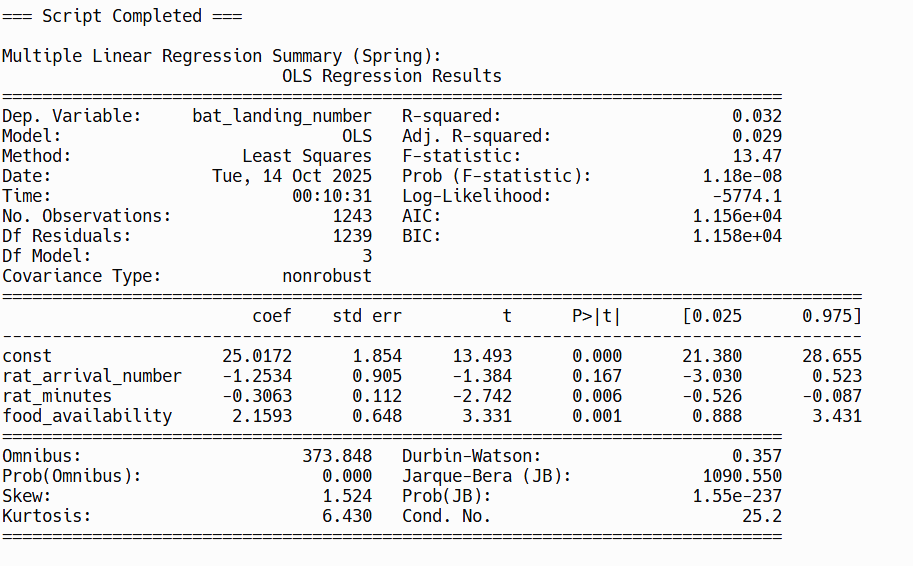 === Script Completed ===
Multiple Linear Regression Summary (Spring):
                            OLS Regression Results
==============================================================================
Dep. Variable:     bat_landing_number   R-squared:                       0.032
Model:                            OLS   Adj. R-squared:                  0.029
Method:                 Least Squares   F-statistic:                     13.47
Date:                Tue, 14 Oct 2025   Prob (F-statistic):           1.18e-08
Time:                        00:10:31   Log-Likelihood:                -5774.1
No. Observations:                1243   AIC:                         1.156e+04
Df Residuals:                    1239   BIC:                         1.158e+04
Df Model:                           3
Covariance Type:            nonrobust
======================================================================================
                         coef    std err          t      P>|t|      [0.025      0.975]
--------------------------------------------------------------------------------------
const                 25.0172      1.854     13.493      0.000      21.380      28.655
rat_arrival_number    -1.2534      0.905     -1.384      0.167      -3.030       0.523
rat_minutes           -0.3063      0.112     -2.742      0.006      -0.526      -0.087
food_availability      2.1593      0.648      3.331      0.001       0.888       3.431
==============================================================================
Omnibus:                      373.848   Durbin-Watson:                   0.357
Prob(Omnibus):                  0.000   Jarque-Bera (JB):             1090.550
Skew:                           1.524   Prob(JB):                    1.55e-237
Kurtosis:                       6.430   Cond. No.                         25.2
==============================================================================